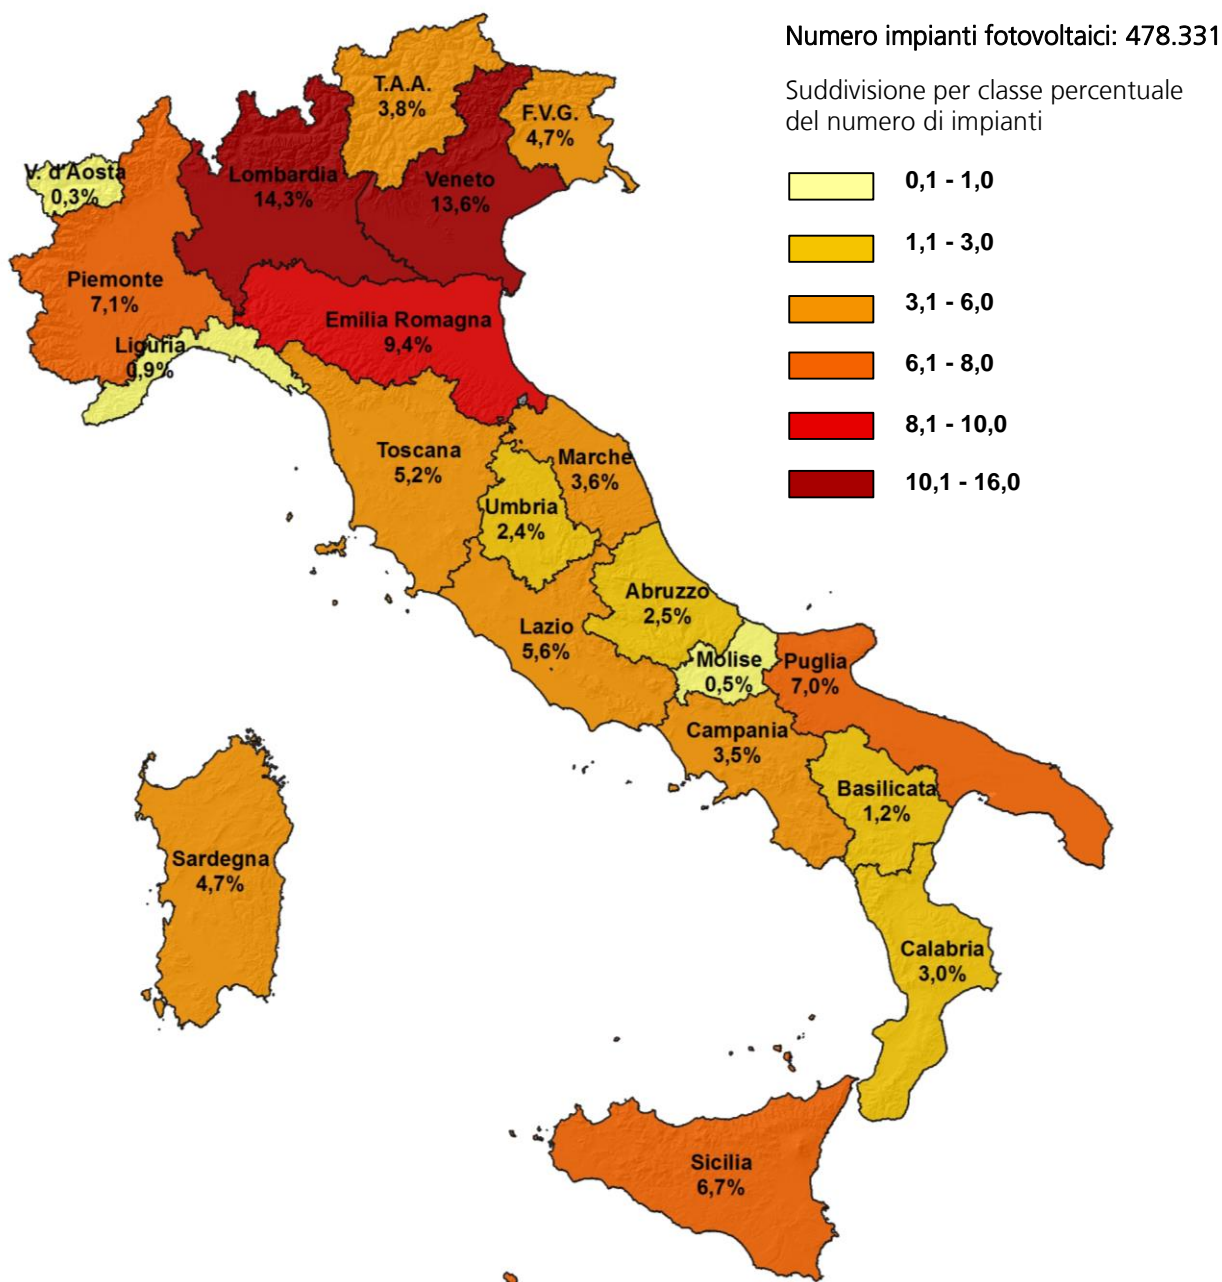 Numero impianti fotovoltaici: 478.331
Suddivisione per classe percentuale
del numero di impianti
0,1 - 1,0
1,1 - 3,0
3,1 - 6,0
6,1 - 8,0
8,1 - 10,0
10,1 - 16,0
T.A.A.
3,8%
F.V.G.
4,7%
V. d'Aosta
0,3%
Lombardia
14,3%
Veneto
13,6%
Piemonte
7,1%
Emilia Romagna
9,4%
Liguria
0,9%
Toscana
5,2%
Marche
3,6%
Umbria
2,4%
Abruzzo
2,5%
Lazio
5,6%
Molise
0,5%
Puglia
7,0%
Campania
3,5%
Basilicata
1,2%
Sardegna
4,7%
Calabria
3,0%
Sicilia
6,7%